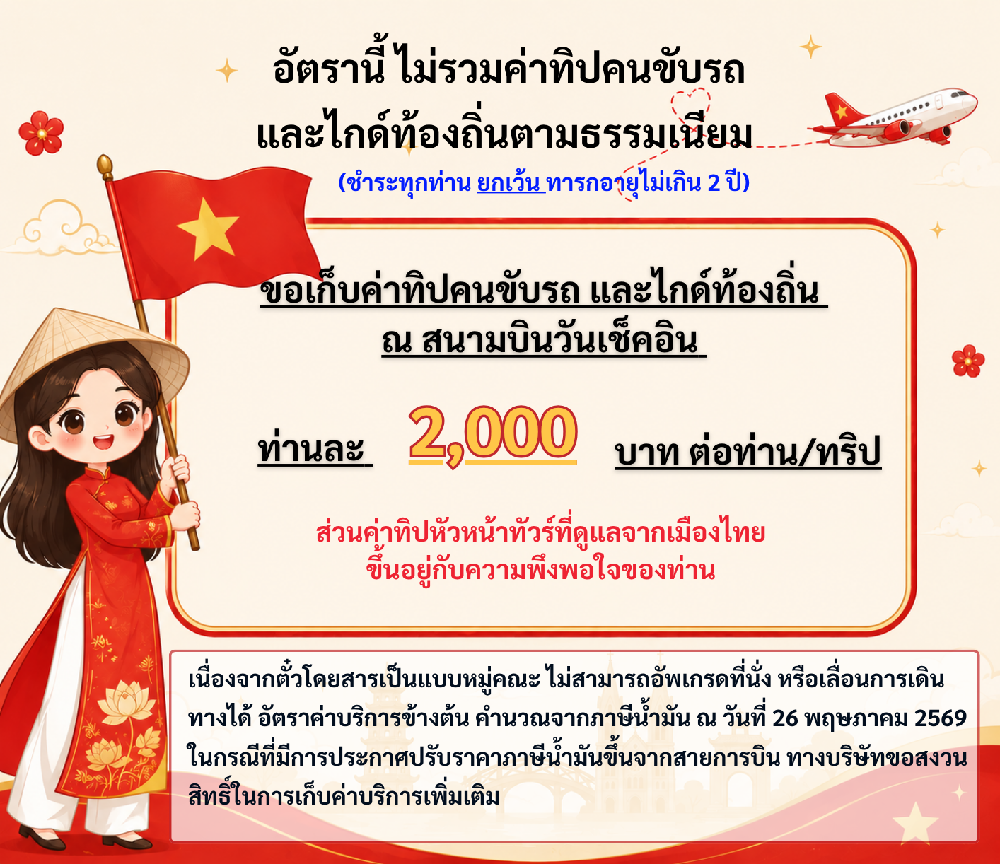 อัตรานี้ ไม่รวมค่าทิปคนขับรถ
และไกด์ท้องถิ่นตามธรรมเนียม
(ชำระทุกท่าน ยกเว้น ทารกอายุไม่เกิน 2 ปี)
ขอเก็บค่าทิปคนขับรถ และไกด์ท้องถิ่น
ณ สนามบินวันเช็คอิน
ท่านละ 2,000 บาท ต่อท่าน/ทริป
ส่วนค่าทิปหัวหน้าทัวร์ที่ดูแลจากเมืองไทย
ขึ้นอยู่กับความพึงพอใจของท่าน
เนื่องจากตั๋วโดยสารเป็นแบบหมู่คณะ ไม่สามารถอัพเกรดที่นั่ง หรือเลื่อนการเดิน
ทางได้ อัตราค่าบริการข้างต้น คำนวณจากภาษีน้ำมัน ณ วันที่ 26 พฤษภาคม 2569
ในกรณีที่มีการประกาศปรับราคาภาษีน้ำมันขึ้นจากสายการบิน ทางบริษัทขอสงวน
สิทธิ์ในการเก็บค่าบริการเพิ่มเติม